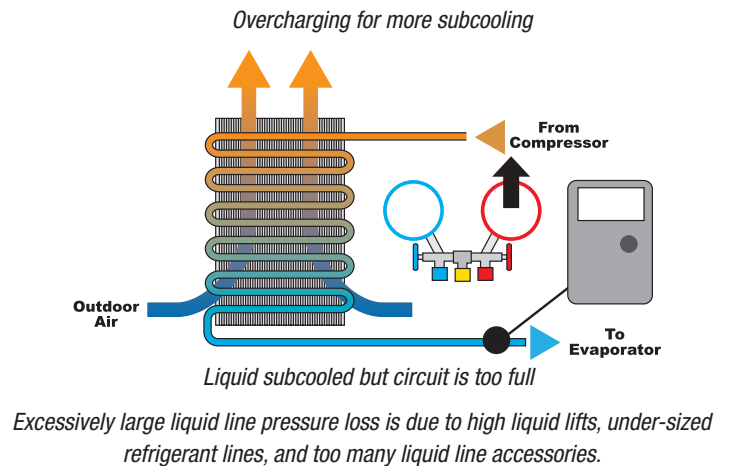 Overcharging for more subcooling
From
Compressor
Outdoor
Air
To
Evaporator
Liquid subcooled but circuit is too full
Excessively large liquid line pressure loss is due to high liquid lifts, under-sized
refrigerant lines, and too many liquid line accessories.